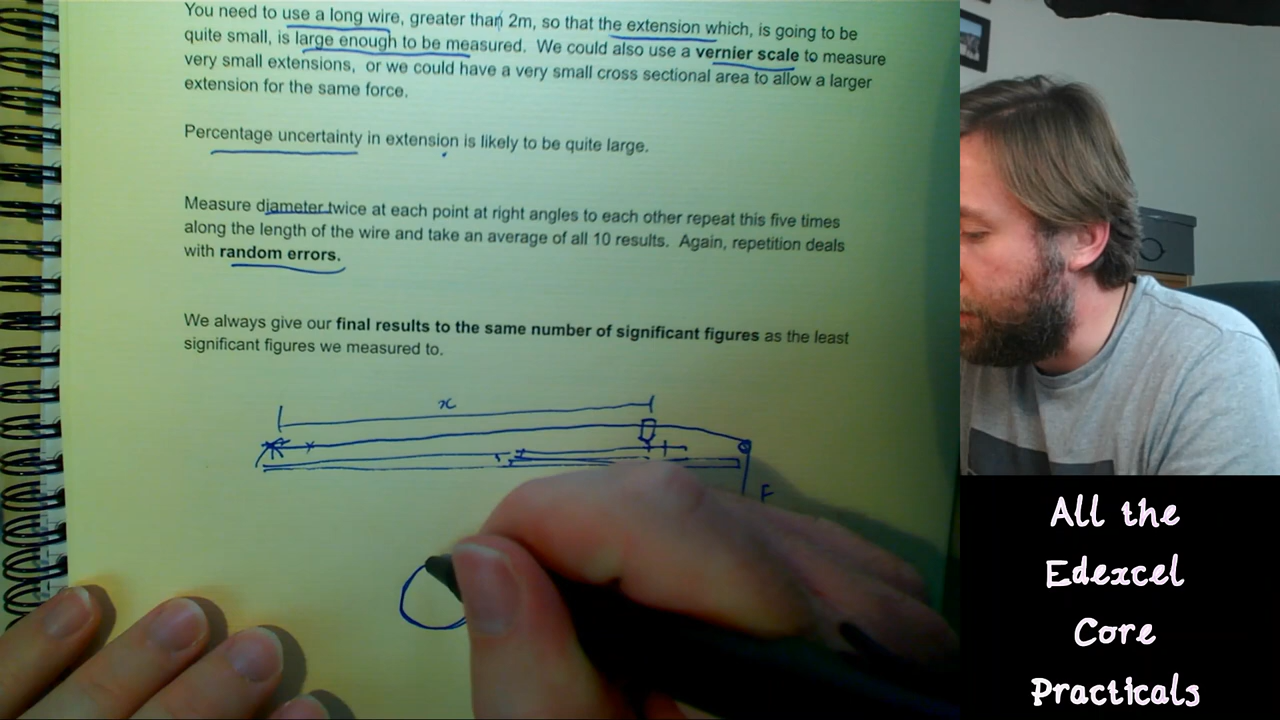 You need to use a long wire, greater than 2m, so that the extension which, is going to be
quite small, is large enough to be measured. We could also use a vernier scale to measure
very small extensions, or we could have a very small cross sectional area to allow a larger
extension for the same force.
Percentage uncertainty in extension is likely to be quite large.
Measure diameter twice at each point at right angles to each other repeat this five times
along the length of the wire and take an average of all 10 results. Again, repetition deals
with random errors.
We always give our final results to the same number of significant figures as the least
significant figures we measured to.
x
F
All the
Edexcel
Core
Practicals